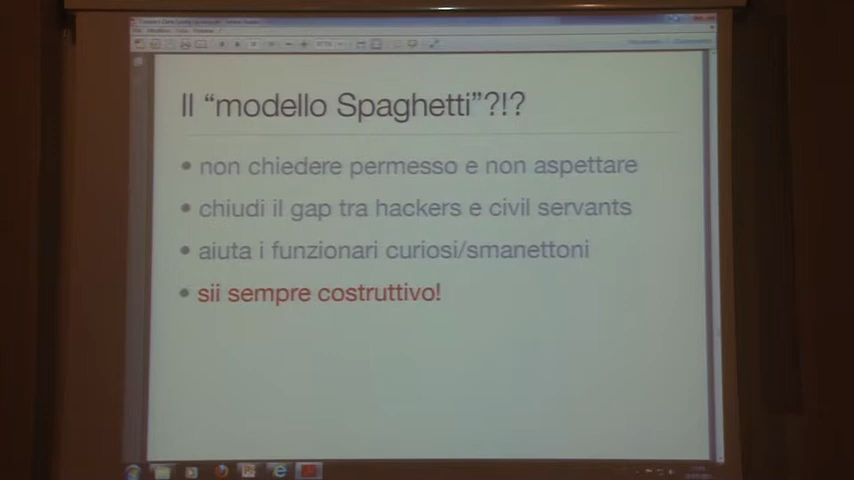 Il “modello Spaghetti”?!?
• non chiedere permesso e non aspettare
• chiudi il gap tra hackers e civil servants
• aiuta i funzionari curiosi/smanettoni
• sii sempre costruttivo!